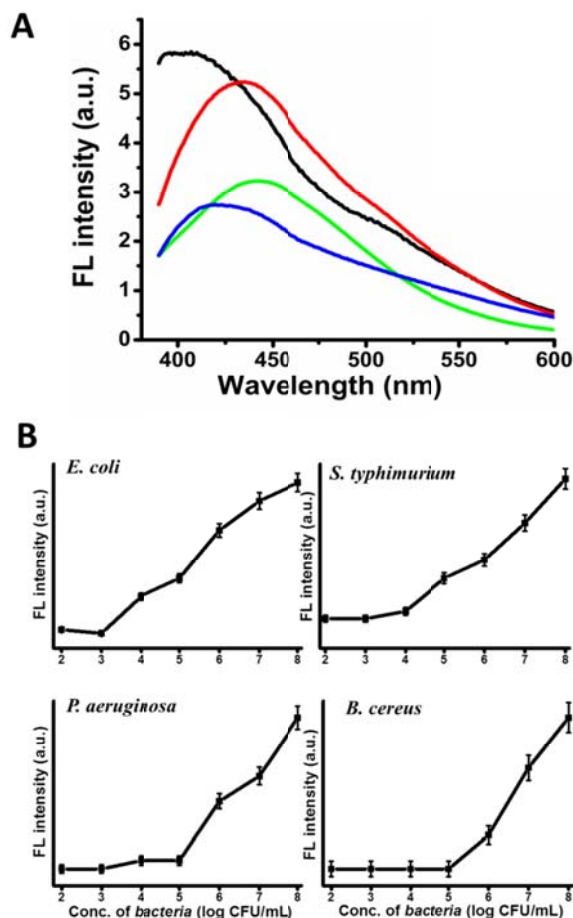 A
FL intensity (a.u.)
6
5
4
3
2
1
0
400 450 500 550 600
Wavelength (nm)
B
E. coli
FL intensity (a.u.)
2 3 4 5 6 7 8
S. typhimurium
FL intensity (a.u.)
2 3 4 5 6 7 8
P. aeruginosa
FL intensity (a.u.)
2 3 4 5 6 7 8
Conc. of bacteria (log CFU/mL)
B. cereus
FL intensity (a.u.)
2 3 4 5 6 7 8
Conc. of bacteria (log CFU/mL)